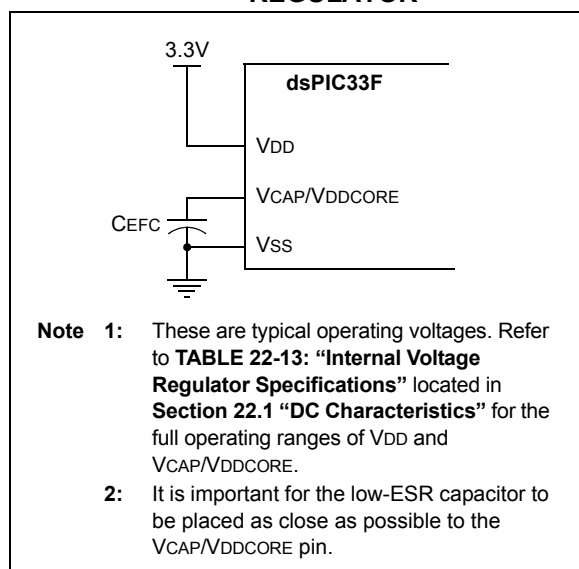 REGULATOR
3.3V
dsPIC33F
VDD
VCAP/VDDCORE
CEFC
VSS
Note 1: These are typical operating voltages. Refer
to TABLE 22-13: “Internal Voltage
Regulator Specifications” located in
Section 22.1 “DC Characteristics” for the
full operating ranges of VDD and
VCAP/VDDCORE.
2: It is important for the low-ESR capacitor to
be placed as close as possible to the
VCAP/VDDCORE pin.